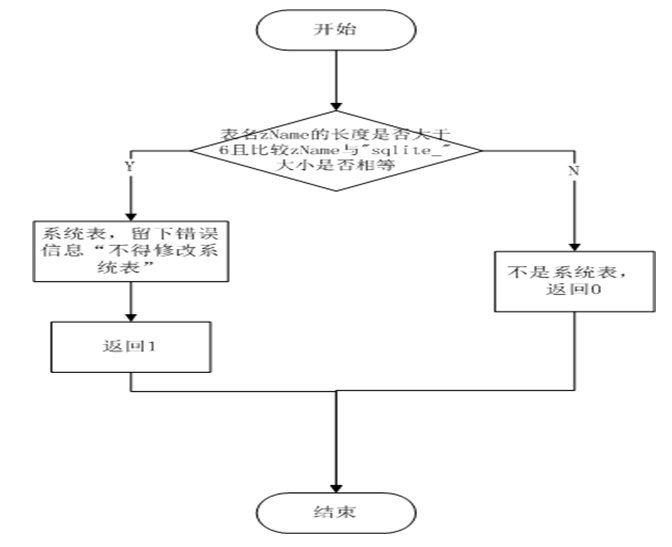 开始
表名zName的长度是否大于
6且比较zName与"sqlite_"
大小是否相等
Y
N
系统表，留下错误
信息“不得修改系
统表”
不是系统表，
返回0
返回1
结束